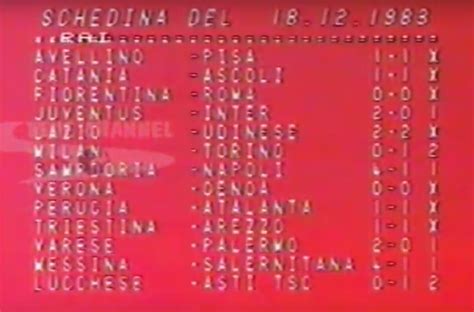 SCHEDINA DEL 18.12.1983
RAI
AVELLINO -PISA 1-1 X
CATANIA -ASCOLI 1-1 X
FIORENTINA -ROMA 0-0 X
JUVENTUS -INTER 2-0 1
LAZIO -UDINESE 2-2 X
MILAN -TORINO 0-1 2
SAMPDORIA -NAPOLI 4-1 1
VERONA -GENOA 0-0 X
PERUGIA -ATALANTA 1-1 X
TRIESTINA -AREZZO 1-1 X
VARESE -PALERMO 2-0 1
MESSINA -SALERNITANA 4-1 1
LUCCHESE -ASTI TSC 0-1 2